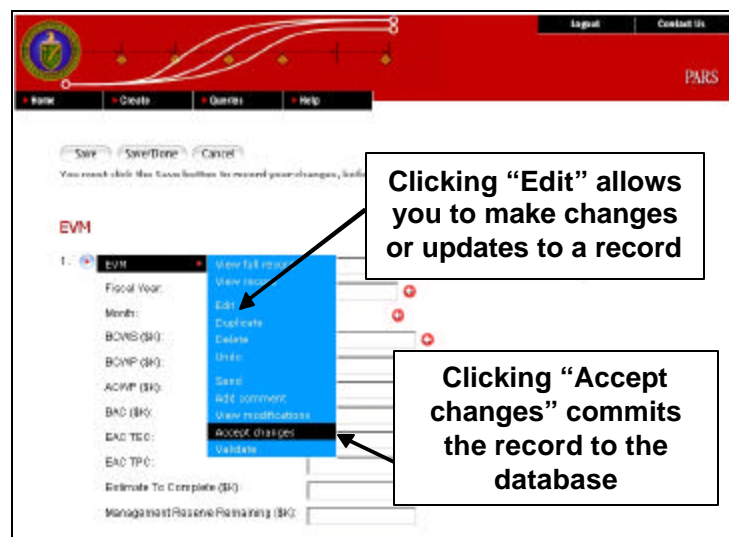 Logout Contact Us
PARS
Home Create Queries Help
Save Save/Done Cancel
You must click the Save button to record your changes, before
Clicking “Edit” allows
you to make changes
or updates to a record
EVM
1. EVM
View full record
View recent
Fiscal Year:
Edit
Month:
Duplicate
BCWS ($K):
Delete
BCWP ($K):
Undo
ACWP ($K):
Send
Add comment
BAC ($K):
View modifications
EAC TEC:
Accept changes
EAC TPC:
Validate
Clicking “Accept
changes” commits
the record to the
database
Estimate To Complete ($K):
Management Reserve Remaining ($K):